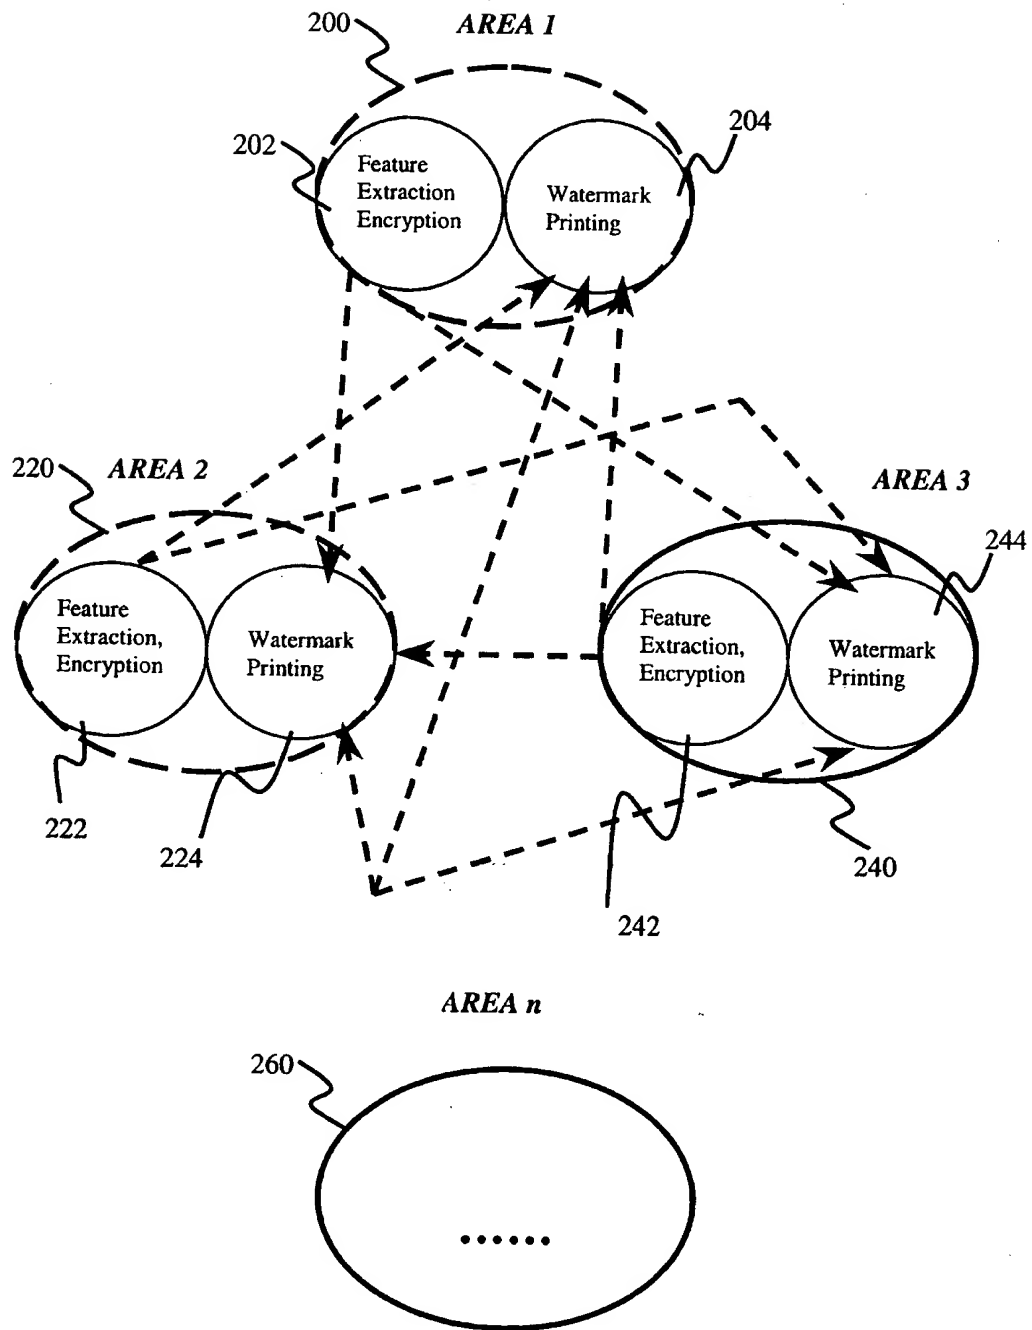 200
AREA 1
202
204
Feature
Extraction
Encryption
Watermark
Printing
220
AREA 2
AREA 3
244
Feature
Extraction,
Encryption
Watermark
Printing
Feature
Extraction,
Encryption
Watermark
Printing
222
224
240
242
AREA n
260
......